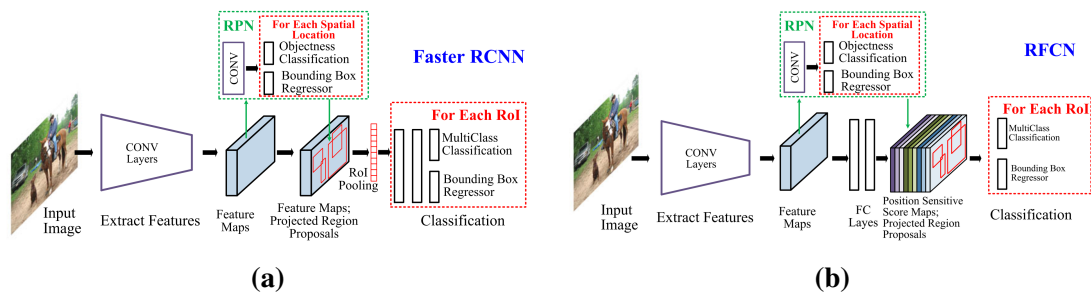 RPN
For Each Spatial
Location
CONV
Objectness
Classification
Bounding Box
Regressor
Faster RCNN
For Each RoI
CONV
Layers
RoI
Pooling
MultiClass
Classification
Bounding Box
Regressor
Input
Image
Extract Features
Feature
Maps
Feature Maps;
Projected Region
Proposals
Classification
(a)
RPN
For Each Spatial
Location
CONV
Objectness
Classification
Bounding Box
Regressor
RFCN
For Each RoI
CONV
Layers
MultiClass
Classification
Bounding Box
Regressor
Input
Image
Extract Features
Feature
Maps
FC
Layers
Position Sensitive
Score Maps;
Projected Region
Proposals
Classification
(b)